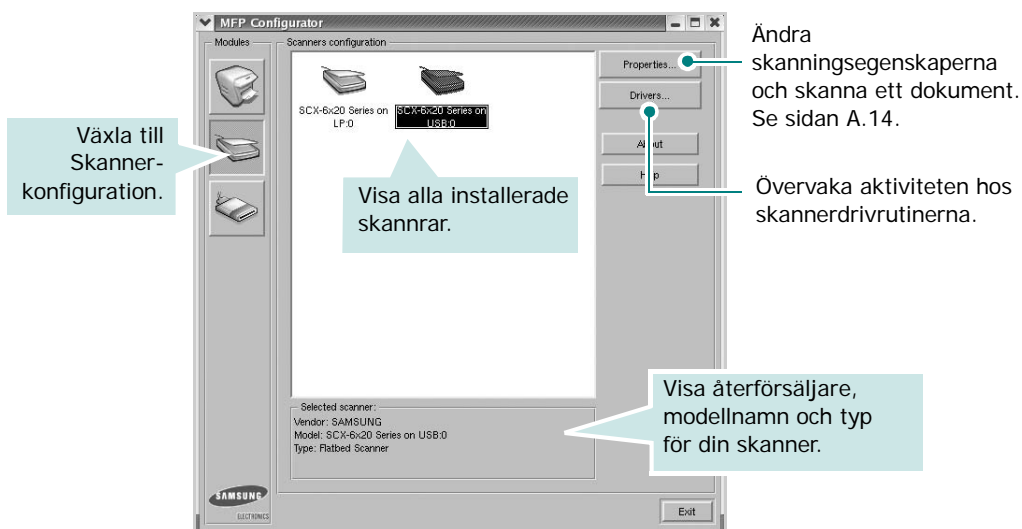 MFP Configurator
Modules
Scanners configuration
SCX-6x20 Series on
LP:0
SCX-6x20 Series on
USB:0
Properties...
Drivers...
About
Help
Ändra
skanningsegenskaperna
och skanna ett dokument.
Se sidan A.14.
Övervaka aktiviteten hos
skannerdrivrutinerna.
Växla till
Skanner-
konfiguration.
Visa alla installerade
skannrar.
Selected scanner:
Vendor: SAMSUNG
Model: SCX-6x20 Series on USB:0
Type: Flatbed Scanner
Visa återförsäljare,
modellnamn och typ
för din skanner.
SAMSUNG
ELECTRONICS
Exit